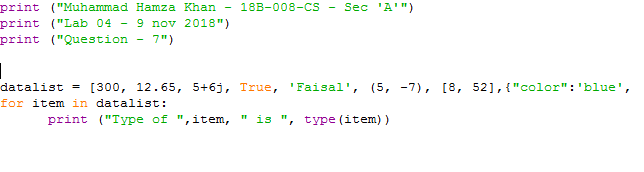 print ("Muhammad Hamza Khan - 18B-008-CS - Sec 'A'")
print ("Lab 04 - 9 nov 2018")
print ("Question - 7")
datalist = [300, 12.65, 5+6j, True, 'Faisal', (5, -7), [8, 52],{"color":'blue',
for item in datalist:
print ("Type of ",item, " is ", type(item))